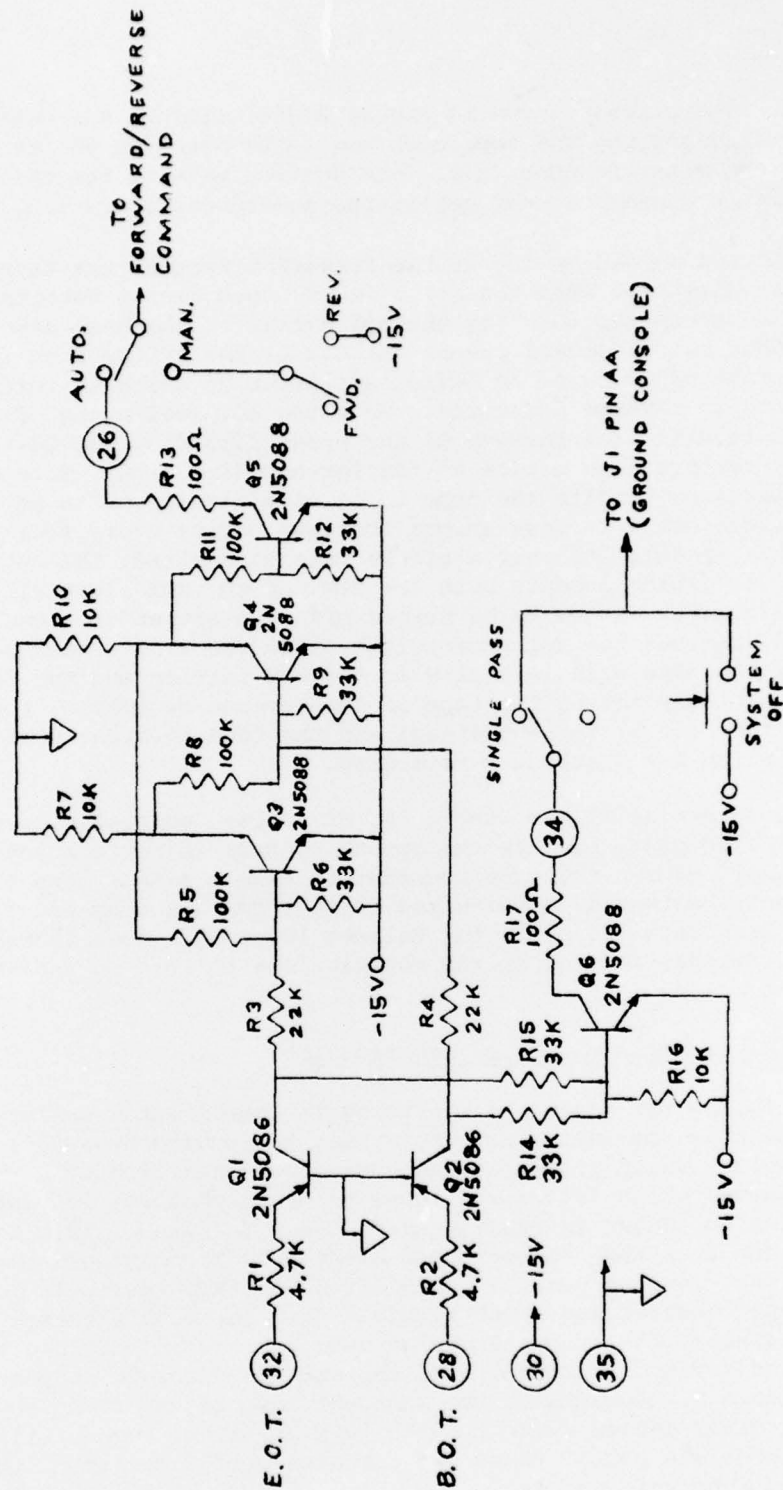 TO
FORWARD/REVERSE
COMMAND
AUTO.
MAN.
REV.
FWD.
-15V
26
R13
100Ω
Q5
2N5088
R11
100K
R12
33K
R10
10K
Q4
2N
5088
R9
33K
R7
10K
R8
100K
Q3
2N5088
R5
100K
R6
33K
-15V
R3
22K
R4
22K
Q1
2N5086
Q2
2N5086
R1
4.7K
R2
4.7K
32
E.O.T.
28
B.O.T.
30
-15V
35
R15
33K
R14
33K
R16
10K
-15V
Q6
2N5088
R17
100Ω
34
SINGLE PASS
SYSTEM
OFF
-15V
TO J1 PIN AA
(GROUND CONSOLE)